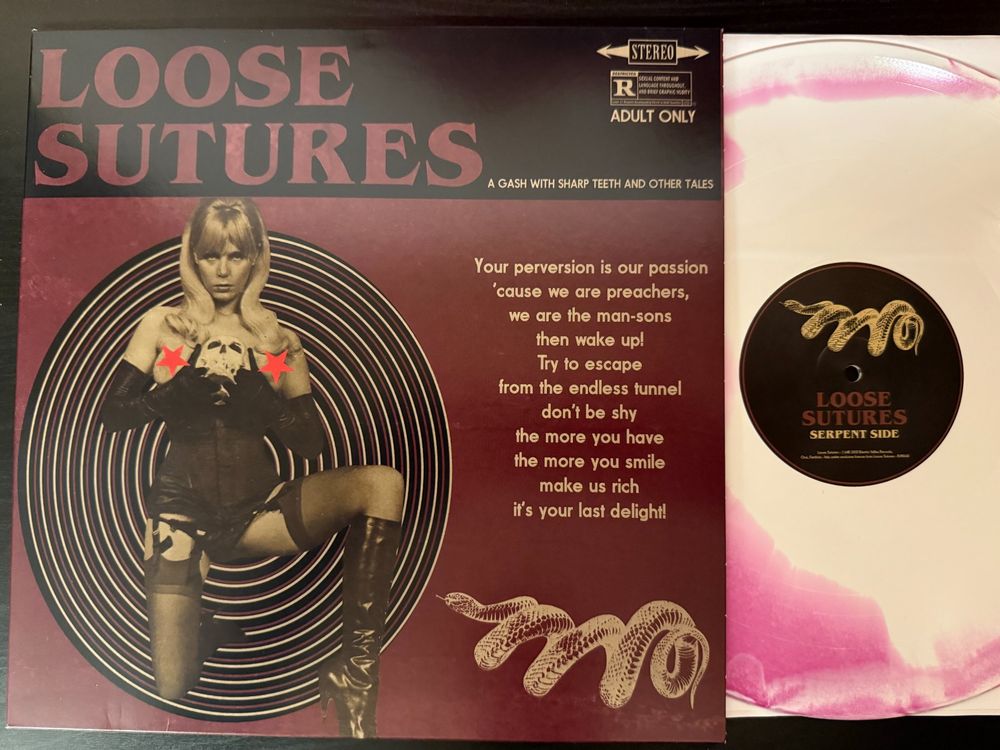 LOOSE
SUTURES
STEREO
RESTRICTED
R
SEXUAL CONTENT AND
LANGUAGE THROUGHOUT,
AND BRIEF GRAPHIC NUDITY
ADULT ONLY
A GASH WITH SHARP TEETH AND OTHER TALES
Your perversion is our passion
'cause we are preachers,
we are the man-sons
then wake up!
Try to escape
from the endless tunnel
don't be shy
the more you have
the more you smile
make us rich
it's your last delight!
LOOSE
SUTURES
SERPENT SIDE